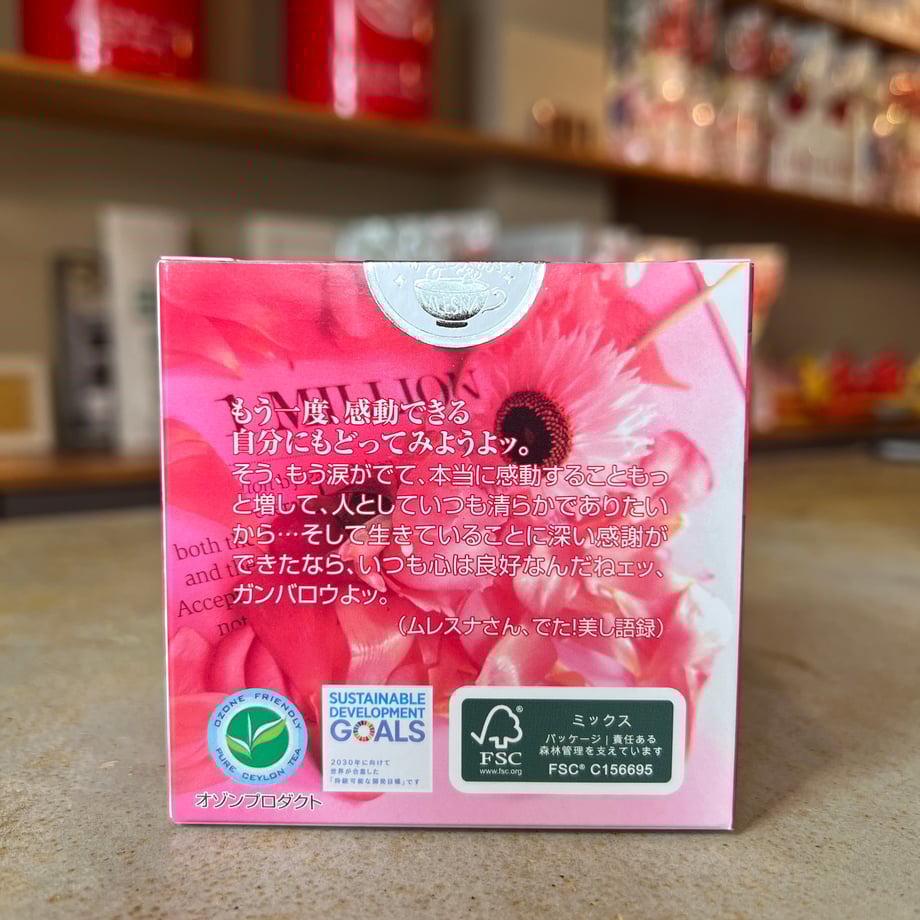 MLESNA
MILLION
もう一度、感動できる
自分にもどってみようよッ。
そう、もう涙がでて、本当に感動することもっ
と増して、人としていつも清らかでありたい
から…そして生きていることに深い感謝が
できたなら、いつも心は良好なんだねェッ、
ガンバロウよッ。
(ムレスナさん、でた!美し語録)
both
and the
Accep
not
OZONE FRIENDLY
PURE CEYLON TEA
オゾンプロダクト
SUSTAINABLE
DEVELOPMENT
GOALS
2030年に向けて
世界が合意した
「持続可能な開発目標」です
FSC®
www.fsc.org
ミックス
パッケージ|責任ある
森林管理を支えています
FSC® C156695